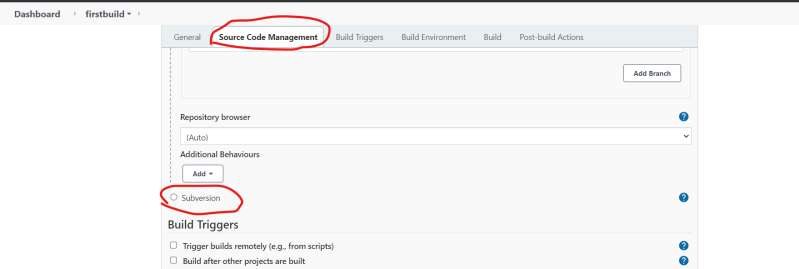 Dashboard > firstbuild >
General Source Code Management Build Triggers Build Environment Build Post-build Actions
Add Branch
Repository browser ?
(Auto)
Additional Behaviours
Add
Subversion ?
Build Triggers
Trigger builds remotely (e.g., from scripts) ?
Build after other projects are built ?